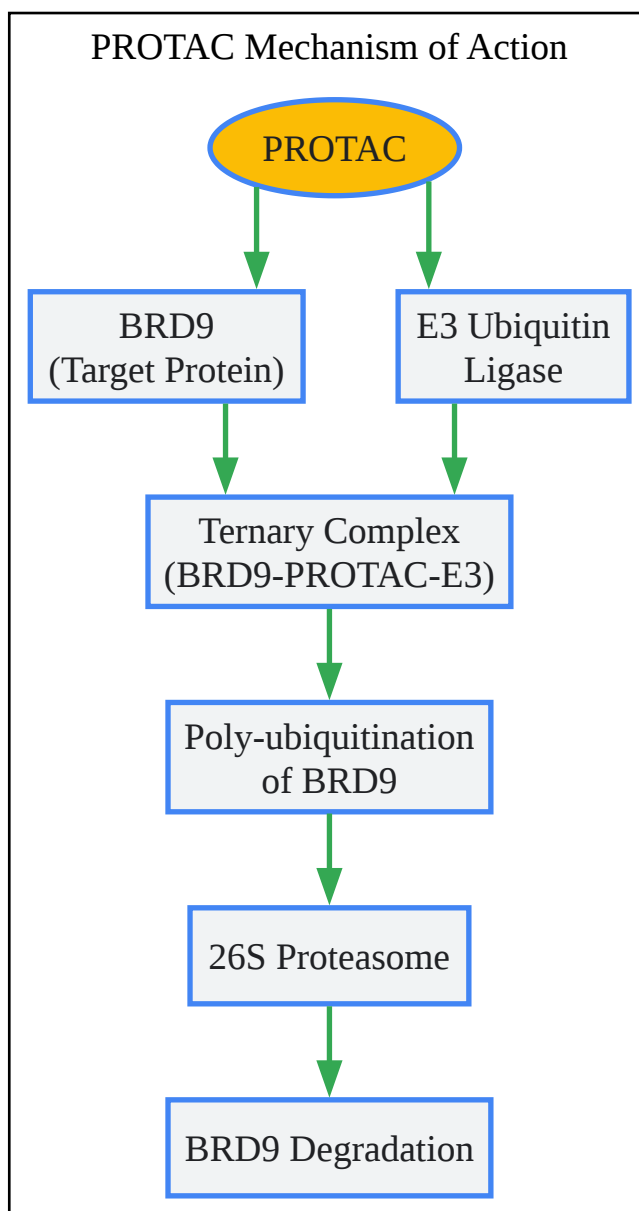 PROTAC Mechanism of Action
PROTAC
BRD9
(Target Protein)
E3 Ubiquitin
Ligase
Ternary Complex
(BRD9-PROTAC-E3)
Poly-ubiquitination
of BRD9
26S Proteasome
BRD9 Degradation